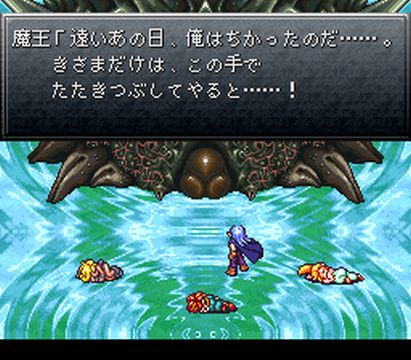 魔王「遠いあの日、俺はちかったのだ……。
きさまだけは、この手で
たたきつぶしてやると……！